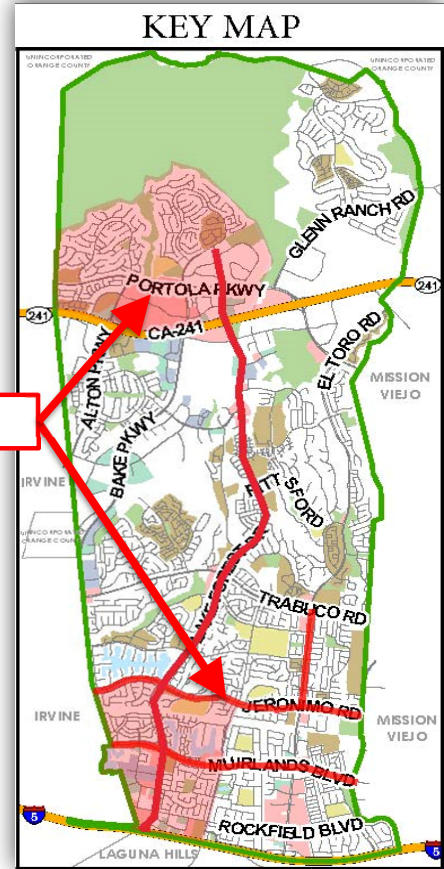 KEY MAP
UNINCORPORATED
ORANGE COUNTY
UNINCORPORATED
ORANGE COUNTY
GLENN RANCH RD
PORTOLA PKWY
241
241
CA-241
ALTON PKWY
EL TORO RD
MISSION
VIEJO
BAKE PKWY
IRVINE
UNINCORPORATED
ORANGE COUNTY
TRABUCO RD
IRVINE
JERONIMO RD
MISSION
VIEJO
MUIRLANDS BLVD
5
ROCKFIELD BLVD
5
LAGUNA HILLS